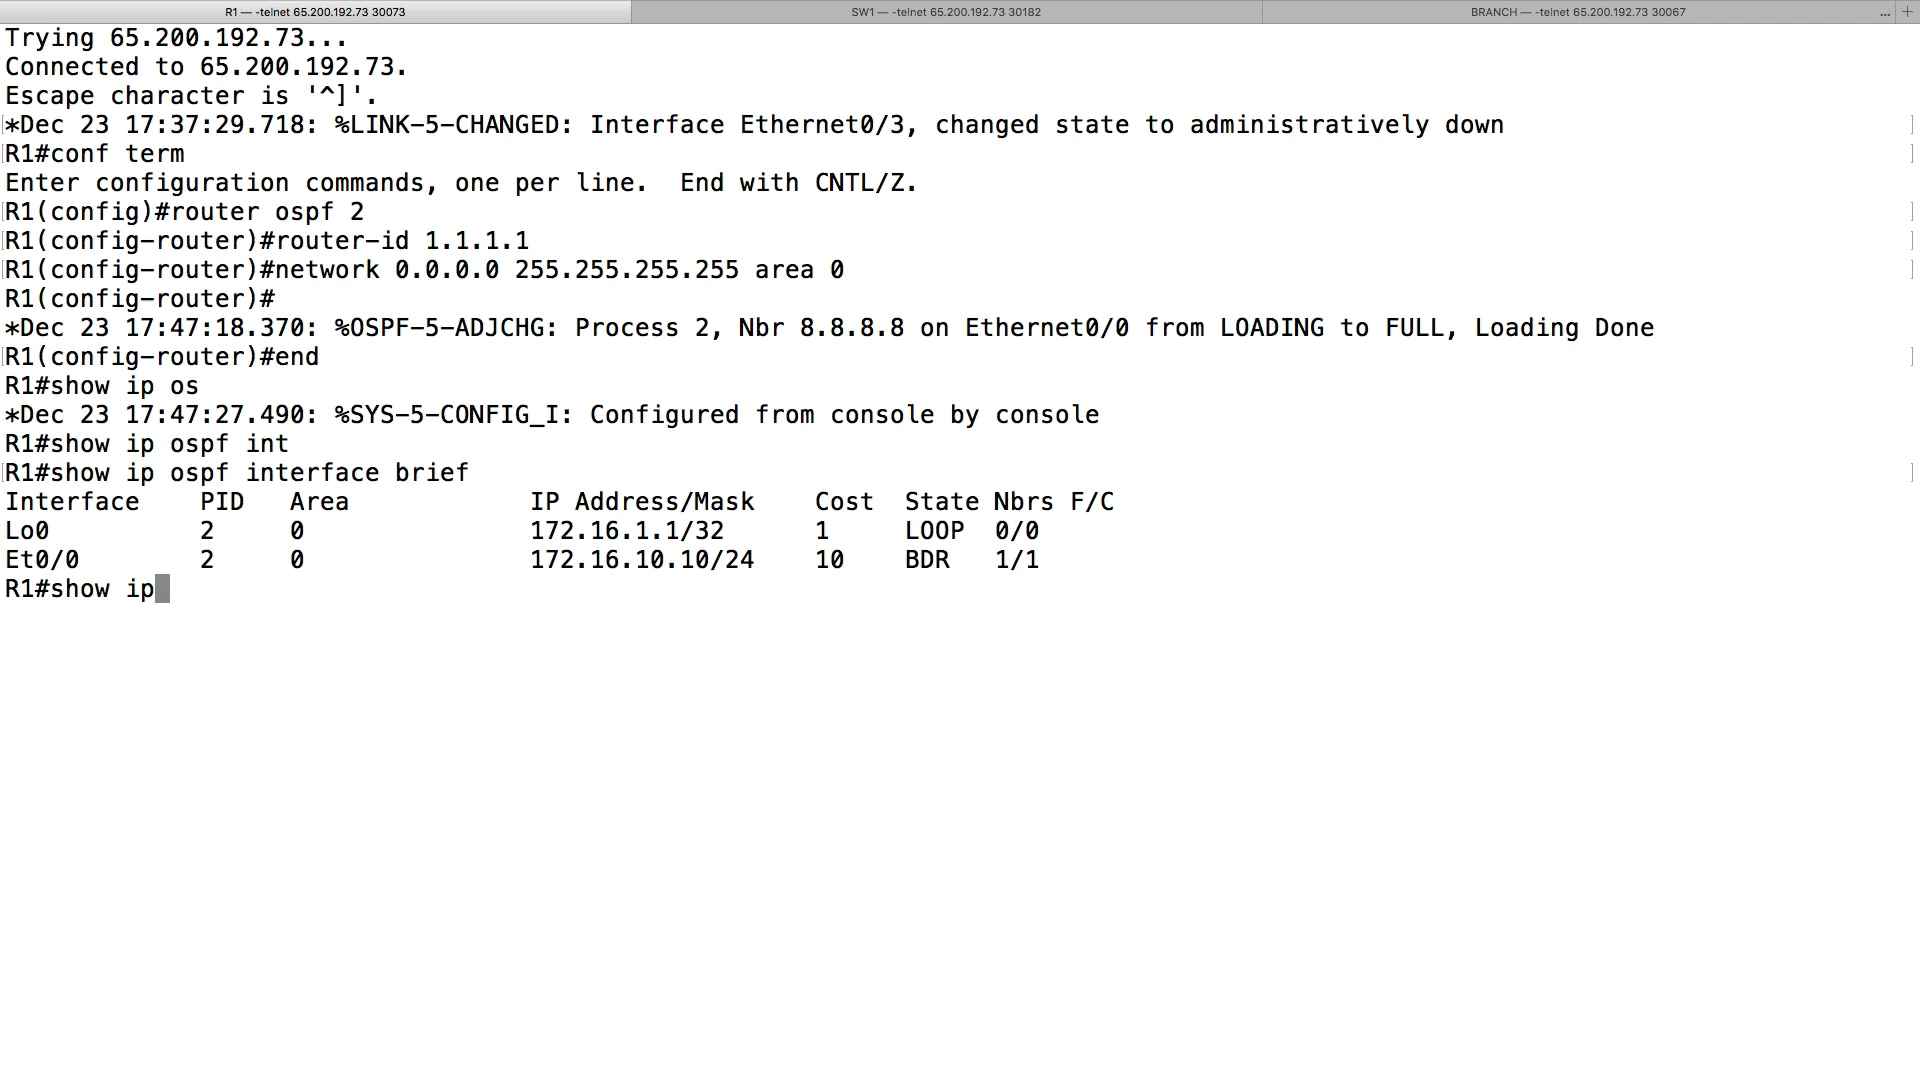 R1 — -telnet 65.200.192.73 30073
SW1 — -telnet 65.200.192.73 30182
BRANCH — -telnet 65.200.192.73 30067
... +
Trying 65.200.192.73...
Connected to 65.200.192.73.
Escape character is '^]'.
*Dec 23 17:37:29.718: %LINK-5-CHANGED: Interface Ethernet0/3, changed state to administratively down
R1#conf term
Enter configuration commands, one per line.  End with CNTL/Z.
R1(config)#router ospf 2
R1(config-router)#router-id 1.1.1.1
R1(config-router)#network 0.0.0.0 255.255.255.255 area 0
R1(config-router)#
*Dec 23 17:47:18.370: %OSPF-5-ADJCHG: Process 2, Nbr 8.8.8.8 on Ethernet0/0 from LOADING to FULL, Loading Done
R1(config-router)#end
R1#show ip os
*Dec 23 17:47:27.490: %SYS-5-CONFIG_I: Configured from console by console
R1#show ip ospf int
R1#show ip ospf interface brief
Interface    PID   Area            IP Address/Mask    Cost  State Nbrs F/C
Lo0          2     0               172.16.1.1/32      1     LOOP  0/0
Et0/0        2     0               172.16.10.10/24    10    BDR   1/1
R1#show ip